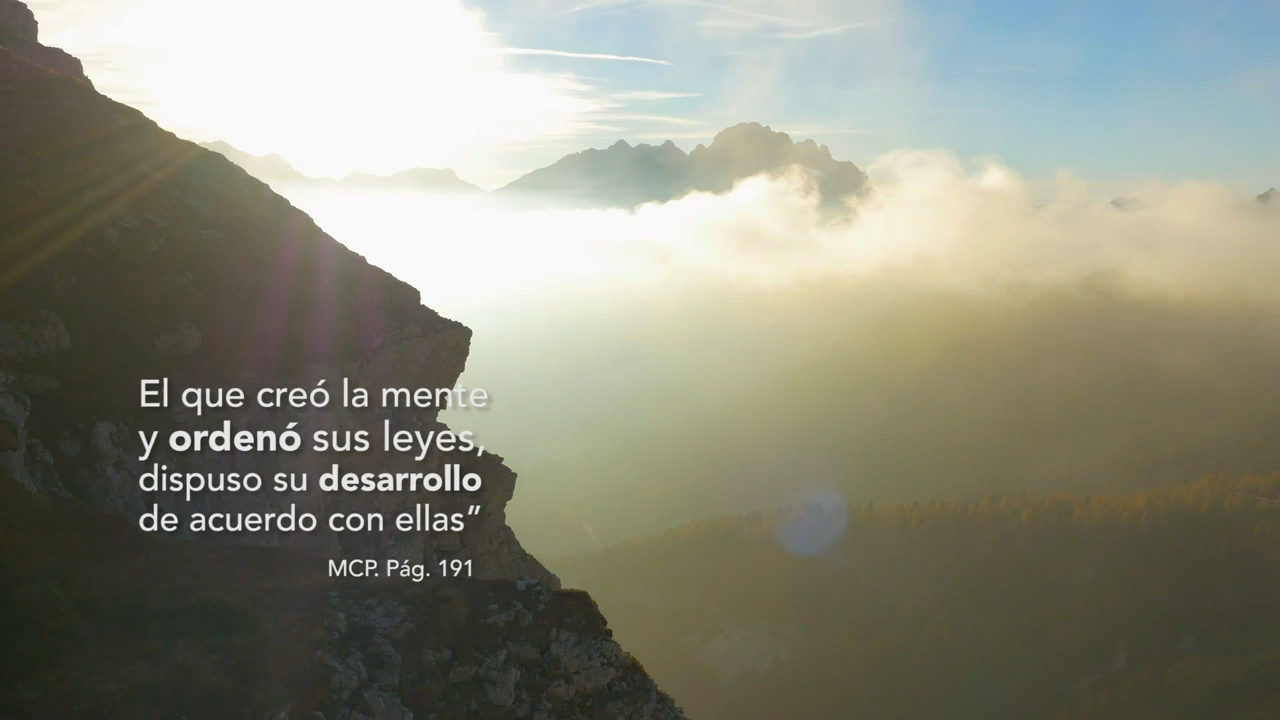 El que creó la mente
y ordenó sus leyes,
dispuso su desarrollo
de acuerdo con ellas”
MCP. Pág. 191